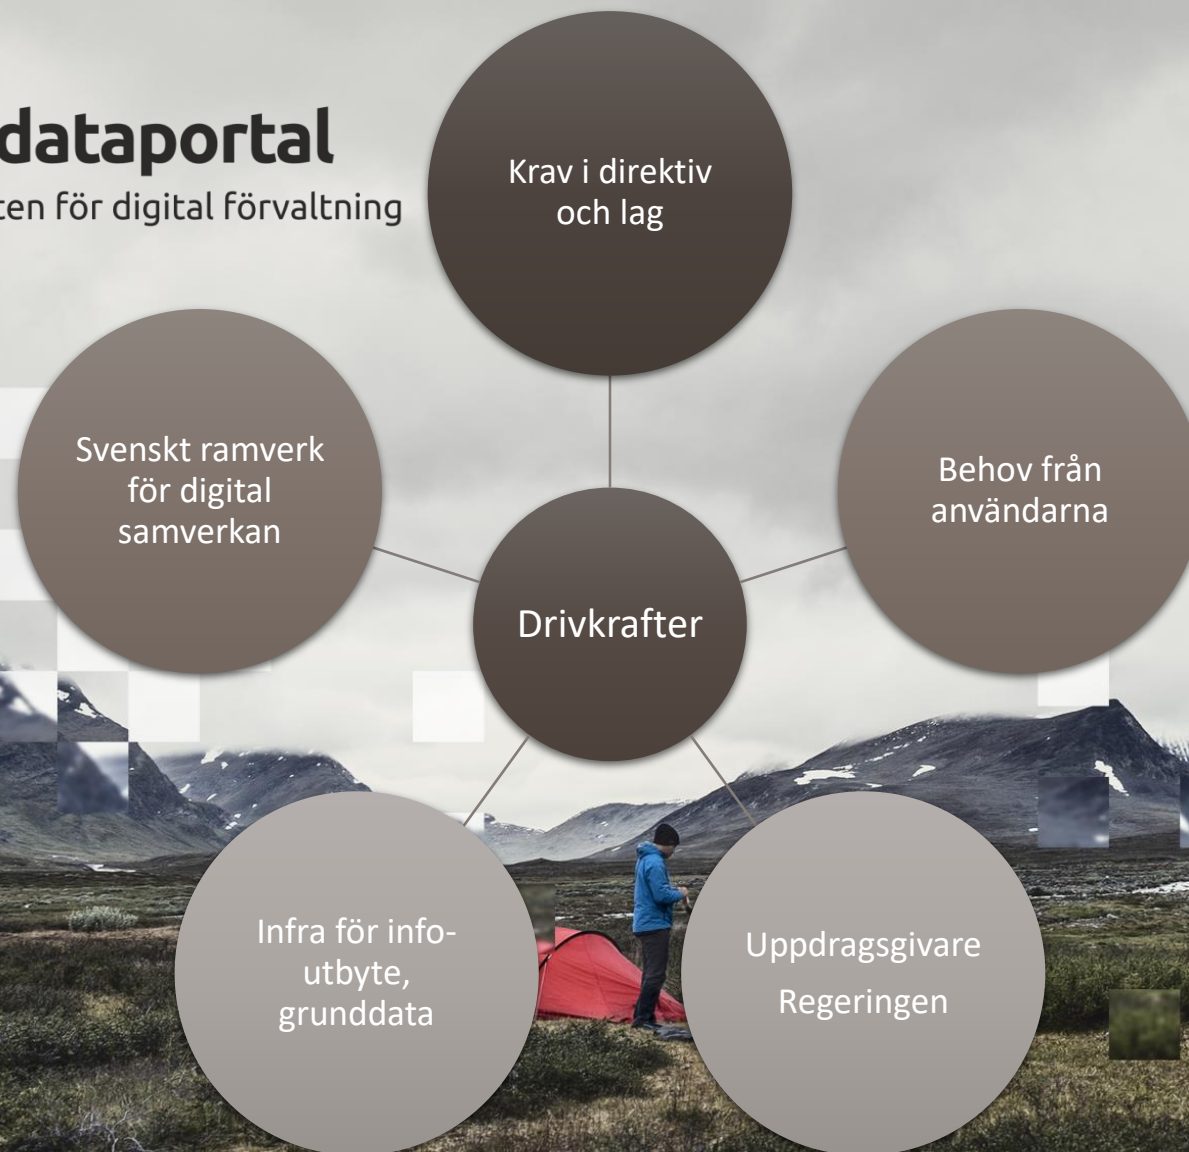 dataportal
ten för digital förvaltning
Krav i direktiv
och lag
Svenskt ramverk
för digital
samverkan
Behov från
användarna
Drivkrafter
Infra för info-
utbyte,
grunddata
Uppdragsgivare
Regeringen